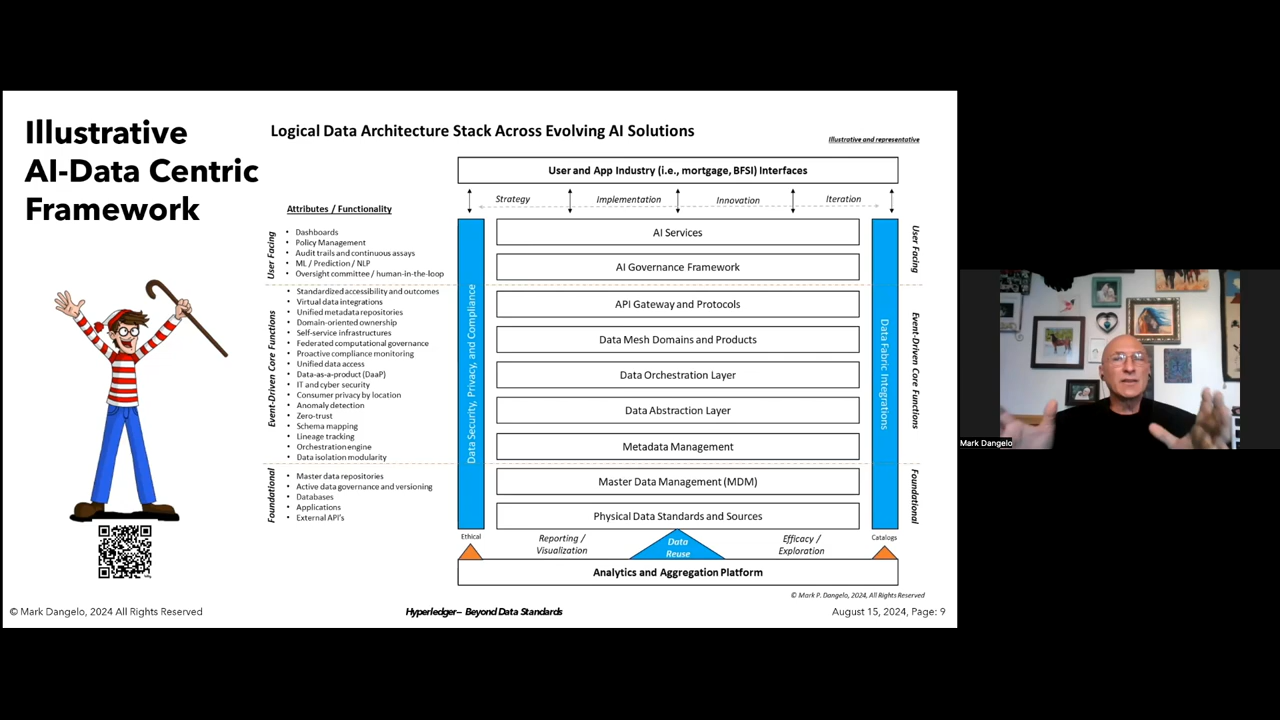 Illustrative
AI-Data Centric
Framework
Logical Data Architecture Stack Across Evolving AI Solutions
Illustrative and representative
User and App Industry (i.e., mortgage, BFSI) Interfaces
Strategy
Implementation
Innovation
Iteration
Attributes / Functionality
User Facing
• Dashboards
• Policy Management
• Audit trails and continuous assays
• ML / Prediction / NLP
• Oversight committee / human-in-the-loop
Event-Driven Core Functions
• Standardized accessibility and outcomes
• Virtual data integrations
• Unified metadata repositories
• Domain-oriented ownership
• Self-service infrastructures
• Federated computational governance
• Proactive compliance monitoring
• Unified data access
• Data-as-a-product (DaaP)
• IT and cyber security
• Consumer privacy by location
• Anomaly detection
• Zero-trust
• Schema mapping
• Lineage tracking
• Orchestration engine
• Data isolation modularity
Foundational
• Master data repositories
• Active data governance and versioning
• Databases
• Applications
• External API's
Data Security, Privacy, and Compliance
AI Services
AI Governance Framework
API Gateway and Protocols
Data Mesh Domains and Products
Data Orchestration Layer
Data Abstraction Layer
Metadata Management
Master Data Management (MDM)
Physical Data Standards and Sources
Data Fabric Integrations
User Facing
Event-Driven Core Functions
Foundational
Ethical
Reporting /
Visualization
Data
Reuse
Efficacy /
Exploration
Catalogs
Analytics and Aggregation Platform
© Mark P. Dangelo, 2024, All Rights Reserved
© Mark Dangelo, 2024 All Rights Reserved
Hyperledger – Beyond Data Standards
August 15, 2024, Page: 9
Mark Dangelo